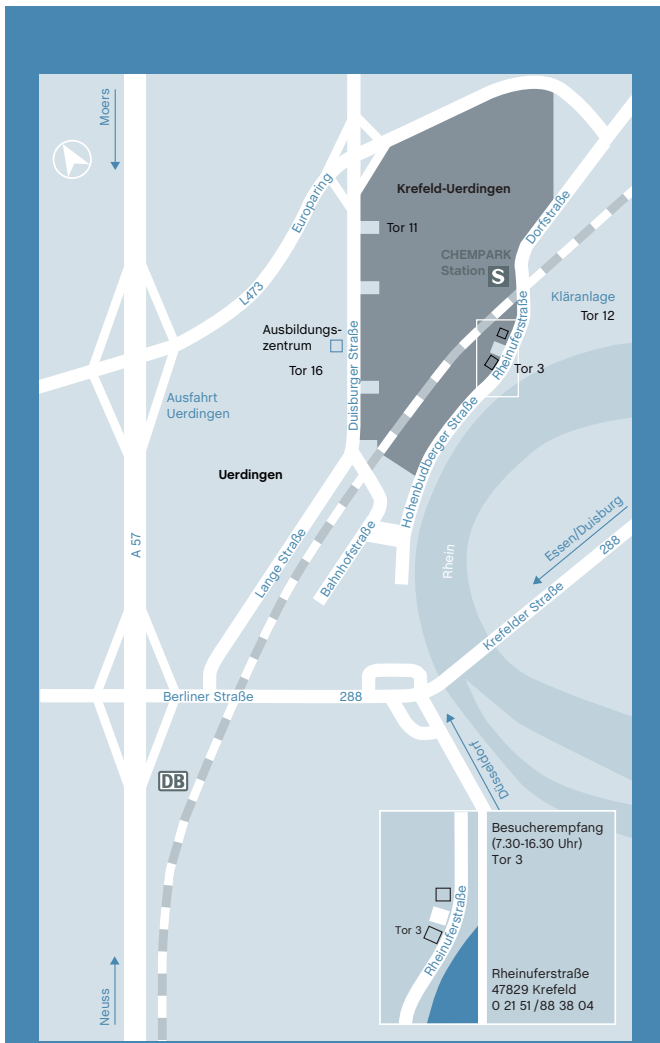 Moers
Europaring
Krefeld-Uerdingen
Tor 11
Dorfstraße
CHEMPARK
Station
S
L473
Kläranlage
Tor 12
Ausbildungs-
zentrum
Duisburger Straße
Rheinuferstraße
Tor 16
Tor 3
Ausfahrt
Uerdingen
Hohenbudberger Straße
Uerdingen
A 57
Lange Straße
Bahnhofstraße
Rhein
Essen/Duisburg
288
Krefelder Straße
Berliner Straße
288
Düsseldorf
DB
Besucherempfang
(7.30-16.30 Uhr)
Tor 3
Tor 3
Rheinuferstraße
Rheinuferstraße
47829 Krefeld
0 21 51/88 38 04
Neuss